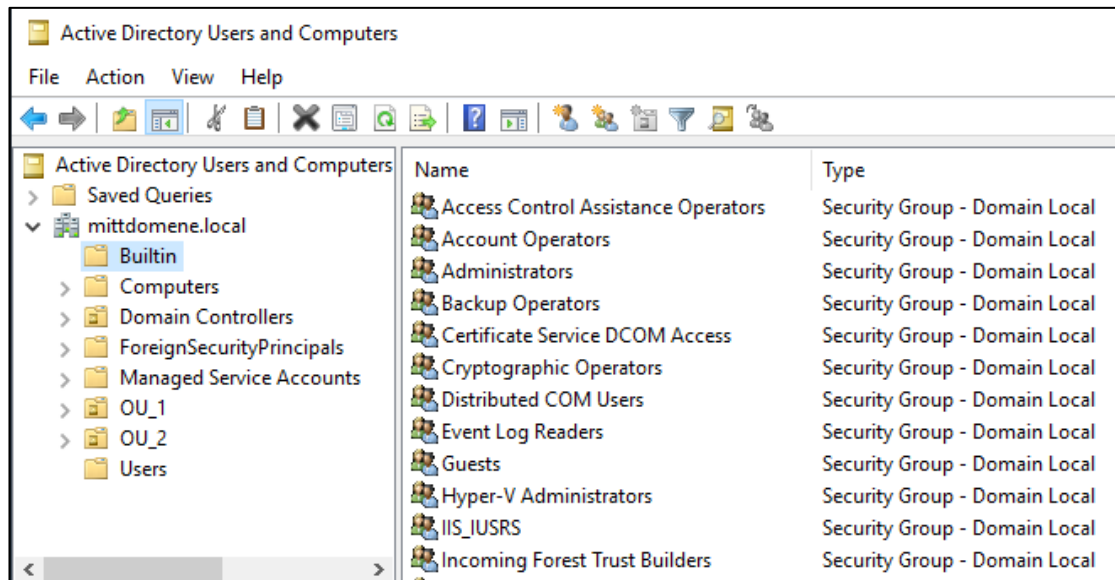 Active Directory Users and Computers
File Action View Help
Active Directory Users and Computers
Saved Queries
mittdomene.local
Builtin
Computers
Domain Controllers
ForeignSecurityPrincipals
Managed Service Accounts
OU_1
OU_2
Users
Name Type
Access Control Assistance Operators Security Group - Domain Local
Account Operators Security Group - Domain Local
Administrators Security Group - Domain Local
Backup Operators Security Group - Domain Local
Certificate Service DCOM Access Security Group - Domain Local
Cryptographic Operators Security Group - Domain Local
Distributed COM Users Security Group - Domain Local
Event Log Readers Security Group - Domain Local
Guests Security Group - Domain Local
Hyper-V Administrators Security Group - Domain Local
IIS_IUSRS Security Group - Domain Local
Incoming Forest Trust Builders Security Group - Domain Local